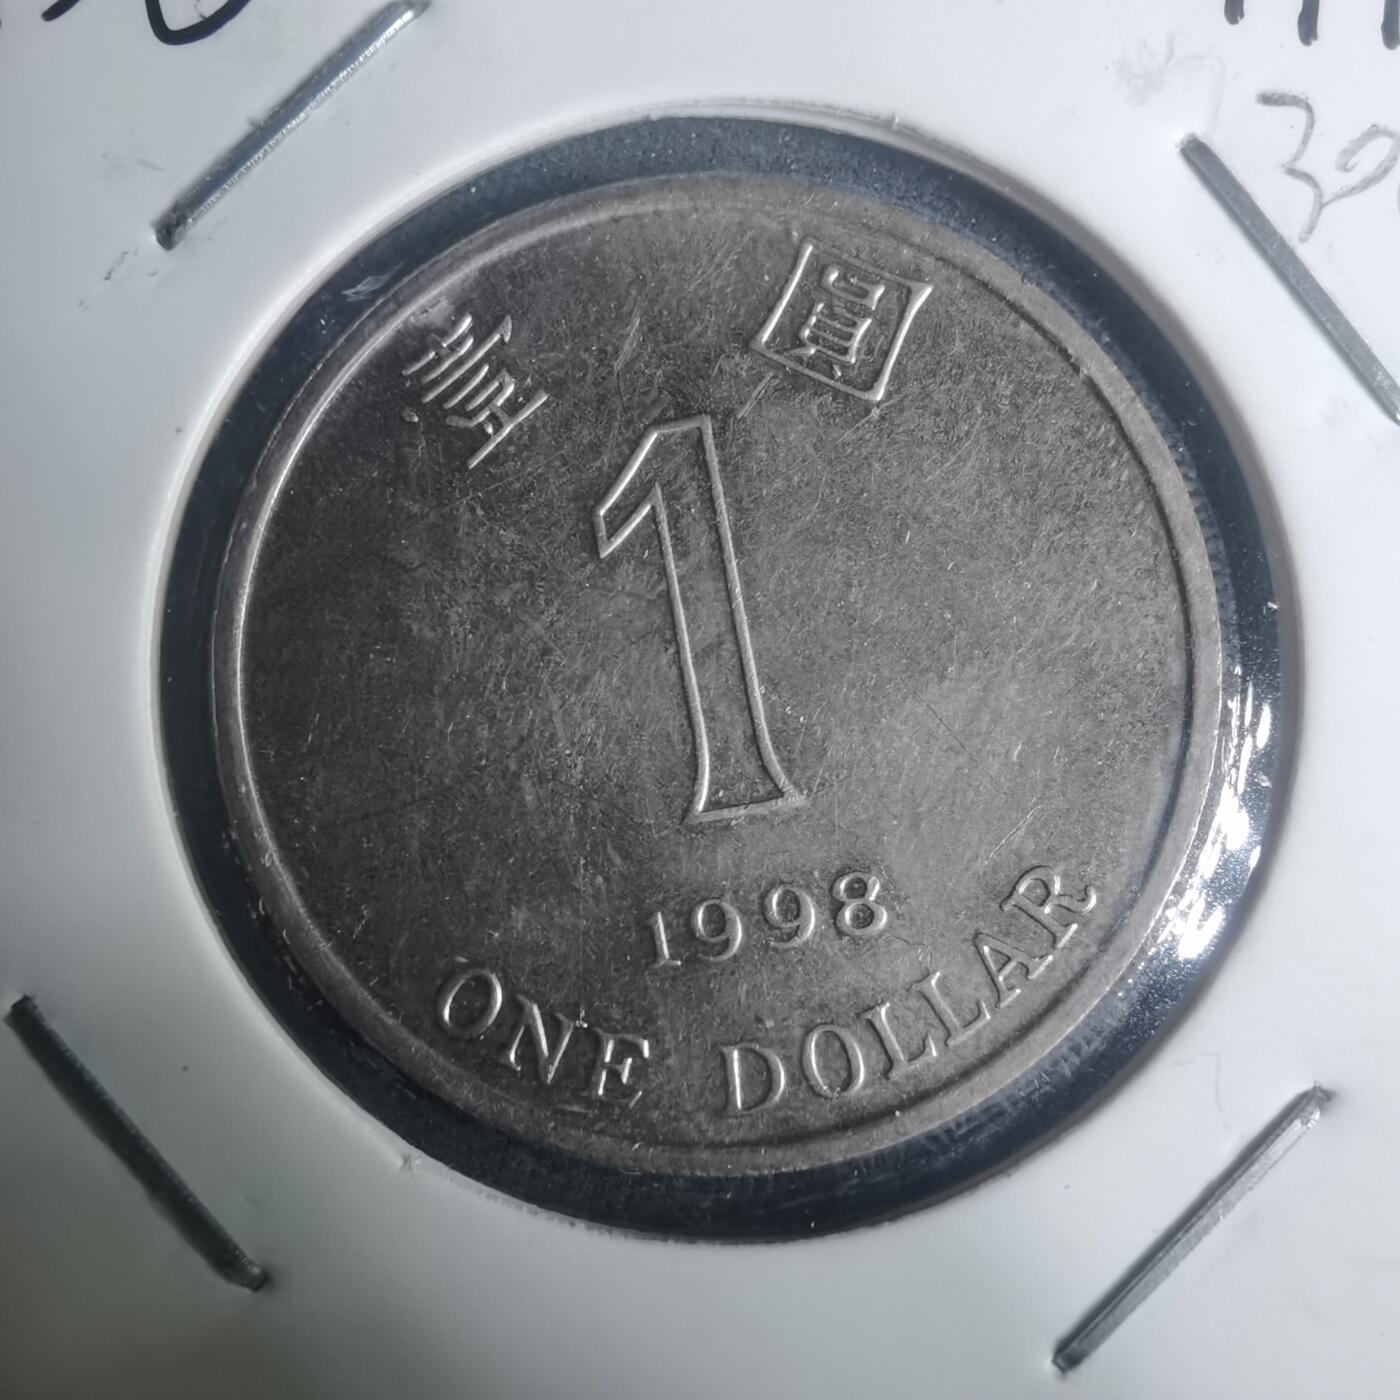 壹 圓
1
1998
ONE DOLLAR